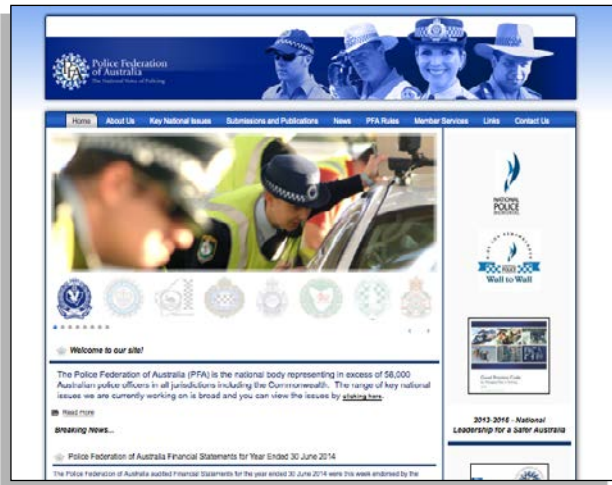 Police Federation
of Australia
The National Voice of Policing
Home About Us Key National Issues Submissions and Publications News PFA Rules Member Services Links Contact Us
NATIONAL
POLICE
Wall to Wall
Welcome to our site!
The Police Federation of Australia (PFA) is the national body representing in excess of 58,000
Australian police officers in all jurisdictions including the Commonwealth. The range of key national
issues we are currently working on is broad and you can view the issues by clicking here.
Read more
Breaking News...
2013-2016 - National
Leadership for a Safer Australia
Police Federation of Australia Financial Statements for Year Ended 30 June 2014
The Police Federation of Australia audited Financial Statements for the year ended 30 June 2014 were this week endorsed by the